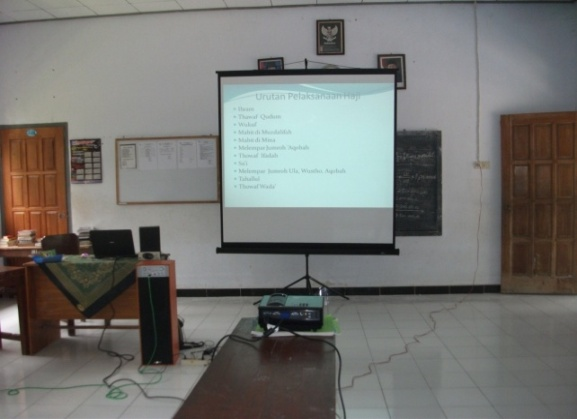 Urutan Pelaksanaan Haji
Ihram
Thawaf Qudum
Wukuf
Mabit di Muzdalifah
Mabit di Mina
Melempar Jumrah Aqabah
Thawaf Ifadah
Sa'i
Melempar Jumrah Ula, Wustho, Aqabah
Tahallul
Thawaf Wada'